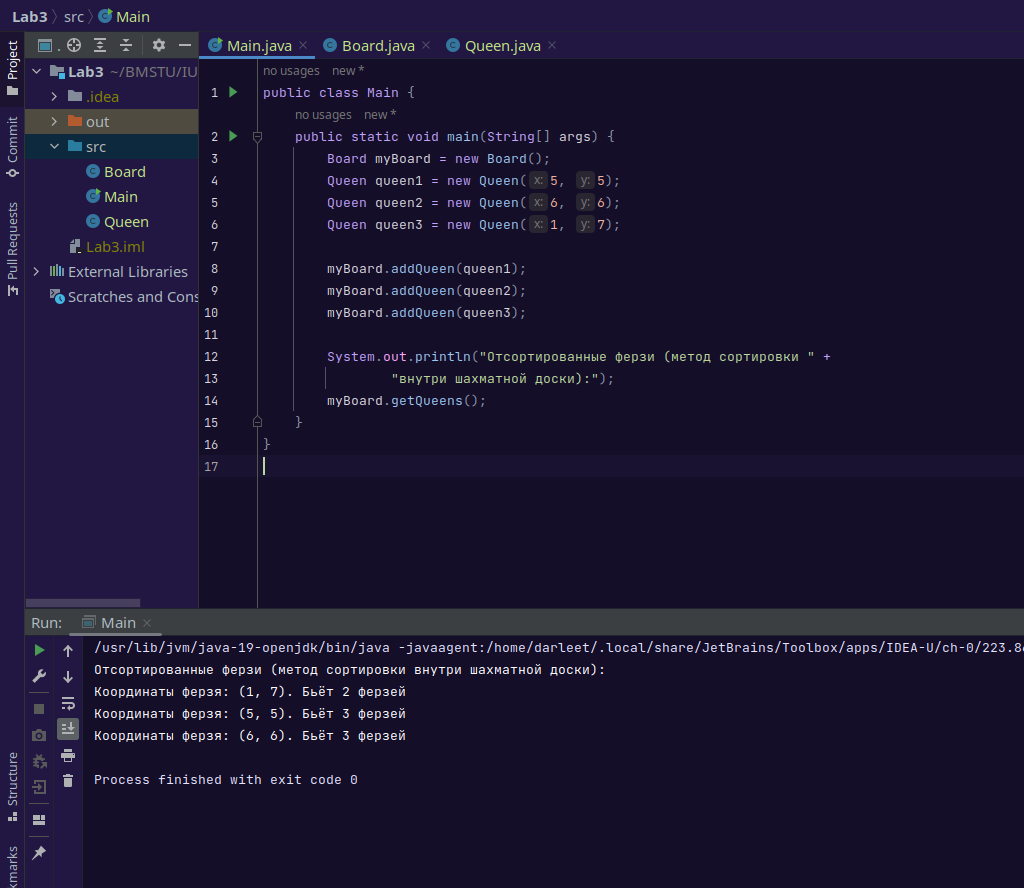 Lab3 src Main
Project
Commit
Pull Requests
Structure
Lab3 ~/BMSTU/IU
.idea
out
src
Board
Main
Queen
Lab3.iml
External Libraries
Scratches and Cons
Main.java Board.java Queen.java
no usages new *
1 public class Main {
no usages new *
2 public static void main(String[] args) {
3 Board myBoard = new Board();
4 Queen queen1 = new Queen( x: 5, y: 5);
5 Queen queen2 = new Queen( x: 6, y: 6);
6 Queen queen3 = new Queen( x: 1, y: 7);
7
8 myBoard.addQueen(queen1);
9 myBoard.addQueen(queen2);
10 myBoard.addQueen(queen3);
11
12 System.out.println("Отсортированные ферзи (метод сортировки " +
13 "внутри шахматной доски):");
14 myBoard.getQueens();
15 }
16 }
17
Run: Main
/usr/lib/jvm/java-19-openjdk/bin/java -javaagent:/home/darleet/.local/share/JetBrains/Toolbox/apps/IDEA-U/ch-0/223.86
Отсортированные ферзи (метод сортировки внутри шахматной доски):
Координаты ферзя: (1, 7). Бьёт 2 ферзей
Координаты ферзя: (5, 5). Бьёт 3 ферзей
Координаты ферзя: (6, 6). Бьёт 3 ферзей
Process finished with exit code 0